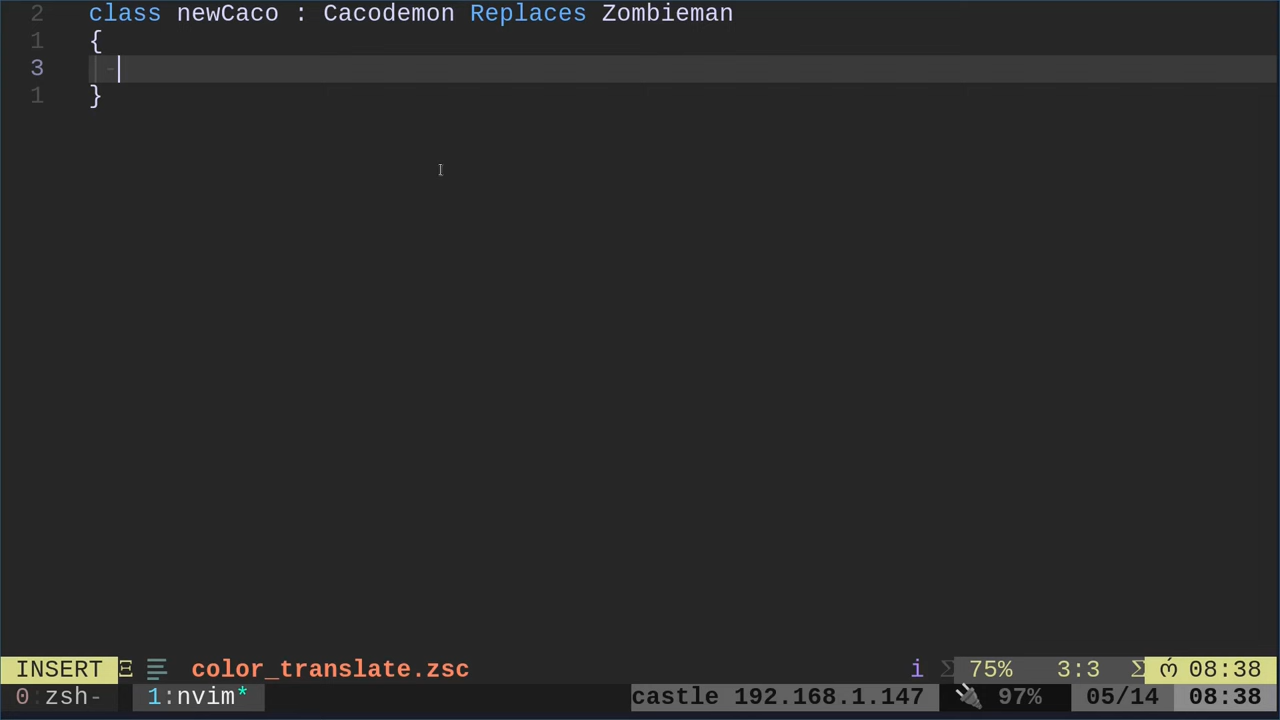 2 class newCaco : Cacodemon Replaces Zombieman
1 {
3
1 }
INSERT color_translate.zsc i 75% 3:3 08:38
0:zsh- 1:nvim* castle 192.168.1.147 97% 05/14 08:38